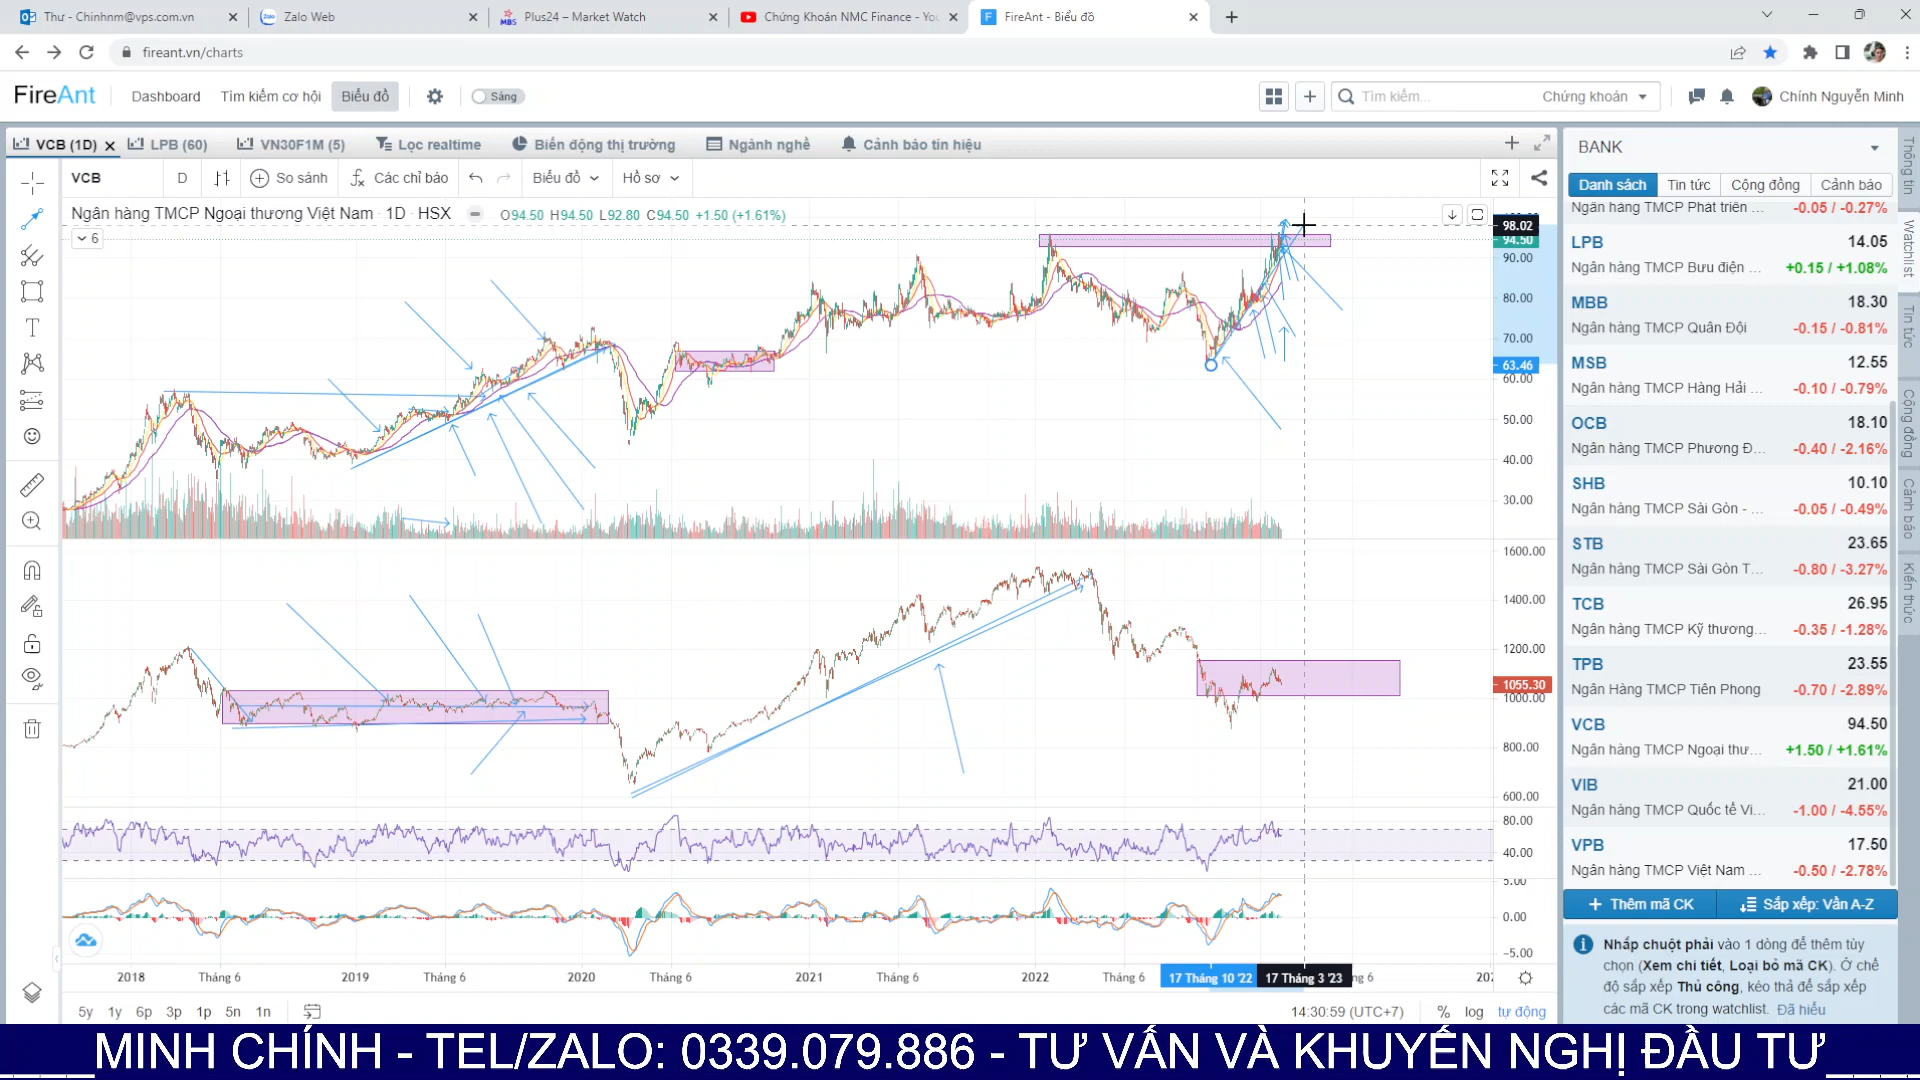 Thư - Chinhnm@vps.com.vn
Zalo Web
Plus24 – Market Watch
Chứng Khoán NMC Finance - You
FireAnt - Biểu đồ
fireant.vn/charts
FireAnt
Dashboard
Tìm kiếm cơ hội
Biểu đồ
Sáng
Tìm kiếm...
Chứng khoán
Chính Nguyễn Minh
VCB (1D)
LPB (60)
VN30F1M (5)
Lọc realtime
Biến động thị trường
Ngành nghề
Cảnh báo tín hiệu
VCB
D
So sánh
Các chỉ báo
Biểu đồ
Hồ sơ
Ngân hàng TMCP Ngoại thương Việt Nam · 1D · HSX
O94.50 H94.50 L92.80 C94.50 +1.50 (+1.61%)
6
98.02
94.50
90.00
80.00
70.00
63.46
60.00
50.00
40.00
30.00
1600.00
1400.00
1200.00
1055.30
1000.00
800.00
600.00
80.00
40.00
5.00
0.00
−5.00
2018
Tháng 6
2019
Tháng 6
2020
Tháng 6
2021
Tháng 6
2022
Tháng 6
17 Tháng 10 '22
17 Tháng 3 '23
ng 6
202
5y
1y
6p
3p
1p
5n
1n
14:30:59 (UTC+7)
%
log
tự động
BANK
Danh sách
Tin tức
Cộng đồng
Cảnh báo
Ngân hàng TMCP Phát triển ...
-0.05 / -0.27%
LPB
14.05
Ngân hàng TMCP Bưu điện ...
+0.15 / +1.08%
MBB
18.30
Ngân hàng TMCP Quân Đội
-0.15 / -0.81%
MSB
12.55
Ngân hàng TMCP Hàng Hải ...
-0.10 / -0.79%
OCB
18.10
Ngân hàng TMCP Phương Đ...
-0.40 / -2.16%
SHB
10.10
Ngân hàng TMCP Sài Gòn - ...
-0.05 / -0.49%
STB
23.65
Ngân hàng TMCP Sài Gòn T...
-0.80 / -3.27%
TCB
26.95
Ngân hàng TMCP Kỹ thương...
-0.35 / -1.28%
TPB
23.55
Ngân Hàng TMCP Tiên Phong
-0.70 / -2.89%
VCB
94.50
Ngân hàng TMCP Ngoại thư...
+1.50 / +1.61%
VIB
21.00
Ngân hàng TMCP Quốc tế Vi...
-1.00 / -4.55%
VPB
17.50
Ngân hàng TMCP Việt Nam ...
-0.50 / -2.78%
Thêm mã CK
Sắp xếp: Vần A-Z
Nhấp chuột phải vào 1 dòng để thêm tùy
chọn (Xem chi tiết, Loại bỏ mã CK). Ở chế
độ sắp xếp Thủ công, kéo thả để sắp xếp
các mã CK trong watchlist. Đã hiểu
Thông tin
Watchlist
Tin tức
Cộng đồng
Cảnh báo
Kiến thức
____MINH CHÍNH - TEL/ZALO: 0339.079.886 - TƯ VẤN VÀ KHUYẾN NGHỊ ĐẦU TƯ____